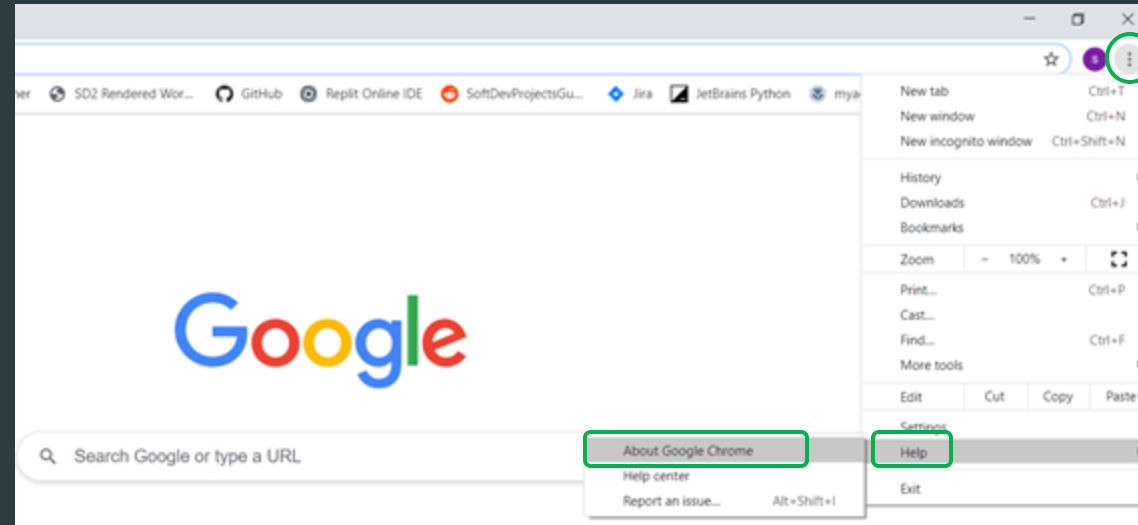 s
ner SD2 Rendered Wor... GitHub Replit Online IDE SoftDevProjectsGu... Jira JetBrains Python mya
New tab Ctrl+T
New window Ctrl+N
New incognito window Ctrl+Shift+N
History
Downloads Ctrl+J
Bookmarks
Zoom - 100% +
Print... Ctrl+P
Cast...
Find... Ctrl+F
More tools
Edit Cut Copy Paste
Settings
Help
Exit
Google
Search Google or type a URL
About Google Chrome
Help center
Report an issue... Alt+Shift+I